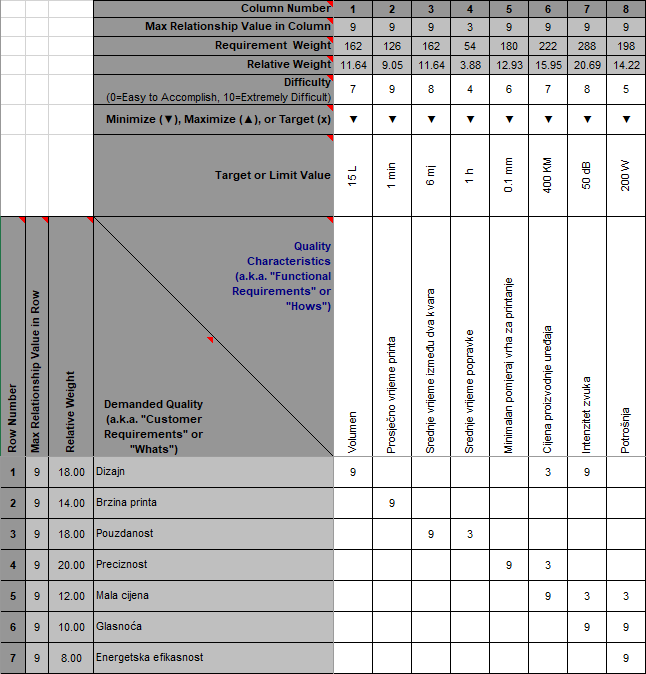 Column Number 1 2 3 4 5 6 7 8
Max Relationship Value in Column 9 9 9 3 9 9 9 9
Requirement Weight 162 126 162 54 180 222 288 198
Relative Weight 11.64 9.05 11.64 3.88 12.93 15.95 20.69 14.22
Difficulty
(0=Easy to Accomplish, 10=Extremely Difficult) 7 9 8 4 6 7 8 5
Minimize (▼), Maximize (▲), or Target (x) ▼ ▼ ▼ ▼ ▼ ▼ ▼ ▼
Target or Limit Value 15 L 1 min 6 mj 1 h 0.1 mm 400 KM 50 dB 200 W
Row Number
Max Relationship Value in Row
Relative Weight
Quality
Characteristics
(a.k.a. "Functional
Requirements" or
"Hows")
Demanded Quality
(a.k.a. "Customer
Requirements" or
"Whats")
Volumen
Prosječno vrijeme printa
Srednje vrijeme između dva kvara
Srednje vrijeme popravke
Minimalan pomjeraj vrha za printanje
Cijena proizvodnje uređaja
Intenzitet zvuka
Potrošnja
1 9 18.00 Dizajn 9 3 9
2 9 14.00 Brzina printa 9
3 9 18.00 Pouzdanost 9 3
4 9 20.00 Preciznost 9 3
5 9 12.00 Mala cijena 9 3 3
6 9 10.00 Glasnoća 9 9
7 9 8.00 Energetska efikasnost 9